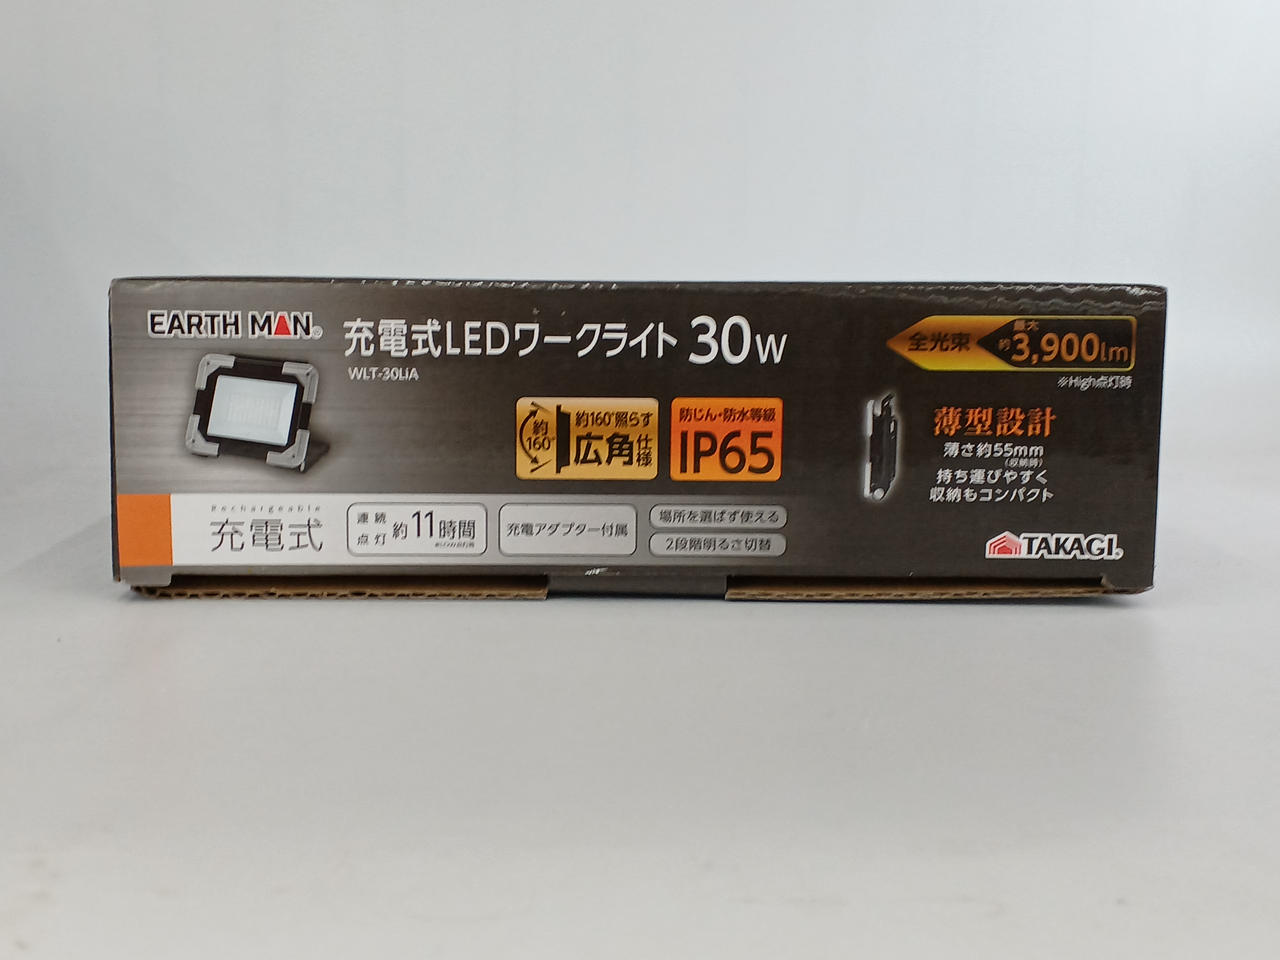 EARTH MAN®
充電式LEDワークライト 30W
WLT-30LiA
全光束 最大 約3,900lm
※High点灯時
約160°
約160°照らす
広角仕様
防じん・防水等級
IP65
薄型設計
薄さ約55mm
(収納時)
持ち運びやすく
収納もコンパクト
Rechargeable
充電式
連続点灯 約11時間
充電アダプター付属
場所を選ばず使える
2段階明るさ切替
TAKAGI®